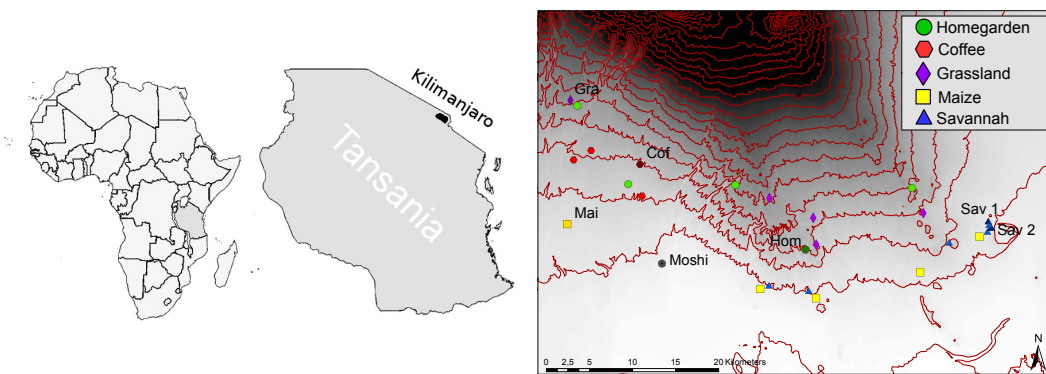 Kilimanjaro
Tansania
Homegarden
Coffee
Grassland
Maize
Savannah
Gra
Cof
Mai
Sav 1
Sav 2
Hom
Moshi
N
0 2,5 5 10 15 20 Kilometers